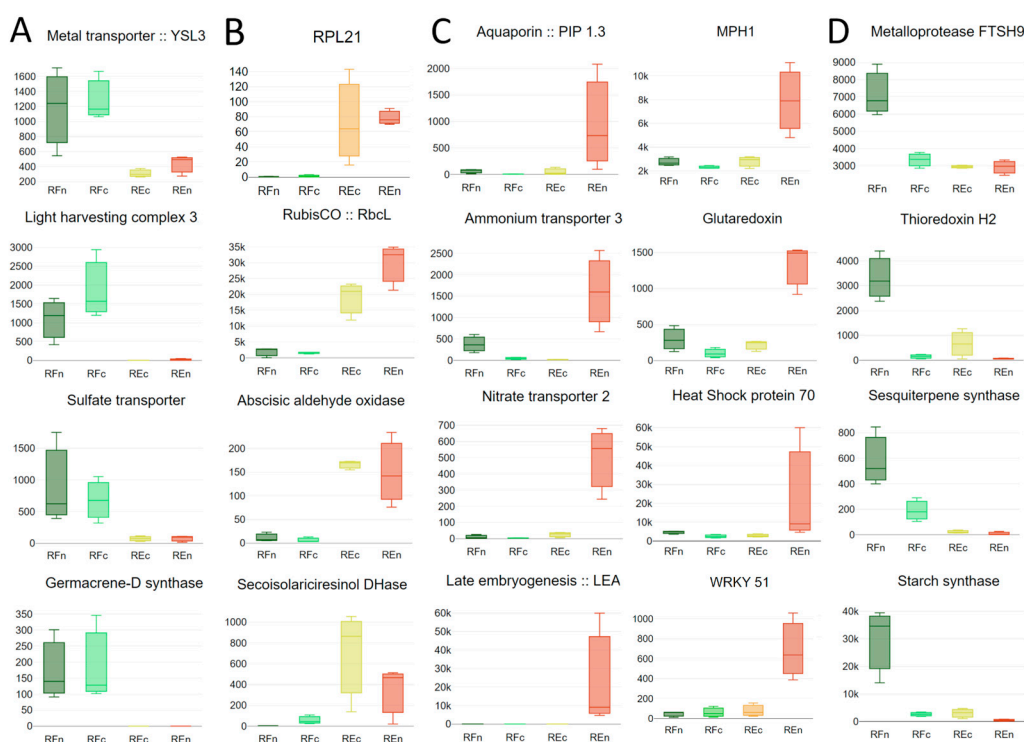 A
Metal transporter :: YSL3
1600
1400
1200
1000
800
600
400
200
RFn RFc REc REn
Light harvesting complex 3
3000
2500
2000
1500
1000
500
0
RFn RFc REc REn
Sulfate transporter
1500
1000
500
0
RFn RFc REc REn
Germacrene-D synthase
350
300
250
200
150
100
50
0
RFn RFc REc REn
B
RPL21
140
120
100
80
60
40
20
0
RFn RFc REc REn
RubisCO :: RbcL
35k
30k
25k
20k
15k
10k
5k
0
RFn RFc REc REn
Abscisic aldehyde oxidase
200
150
100
50
0
RFn RFc REc REn
Secoisolariciresinol DHase
1000
800
600
400
200
0
RFn RFc REc REn
C
Aquaporin :: PIP 1.3
2000
1500
1000
500
0
RFn RFc REc REn
Ammonium transporter 3
2500
2000
1500
1000
500
0
RFn RFc REc REn
Nitrate transporter 2
700
600
500
400
300
200
100
0
RFn RFc REc REn
Late embryogenesis :: LEA
60k
50k
40k
30k
20k
10k
0
RFn RFc REc REn
MPH1
10k
8k
6k
4k
2k
RFn RFc REc REn
Glutaredoxin
1500
1000
500
0
RFn RFc REc REn
Heat Shock protein 70
60k
50k
40k
30k
20k
10k
0
RFn RFc REc REn
WRKY 51
1000
800
600
400
200
0
RFn RFc REc REn
D
Metalloprotease FTSH9
9000
8000
7000
6000
5000
4000
3000
RFn RFc REc REn
Thioredoxin H2
4000
3000
2000
1000
0
RFn RFc REc REn
Sesquiterpene synthase
800
600
400
200
0
RFn RFc REc REn
Starch synthase
40k
30k
20k
10k
0
RFn RFc REc REn